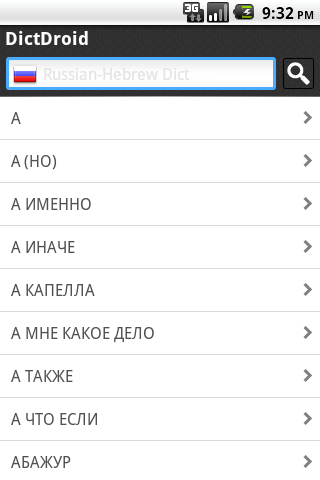 3G 9:32 PM
DictDroid
Russian-Hebrew Dict
А
А (НО)
А ИМЕННО
А ИНАЧЕ
А КАПЕЛЛА
А МНЕ КАКОЕ ДЕЛО
А ТАКЖЕ
А ЧТО ЕСЛИ
АБАЖУР